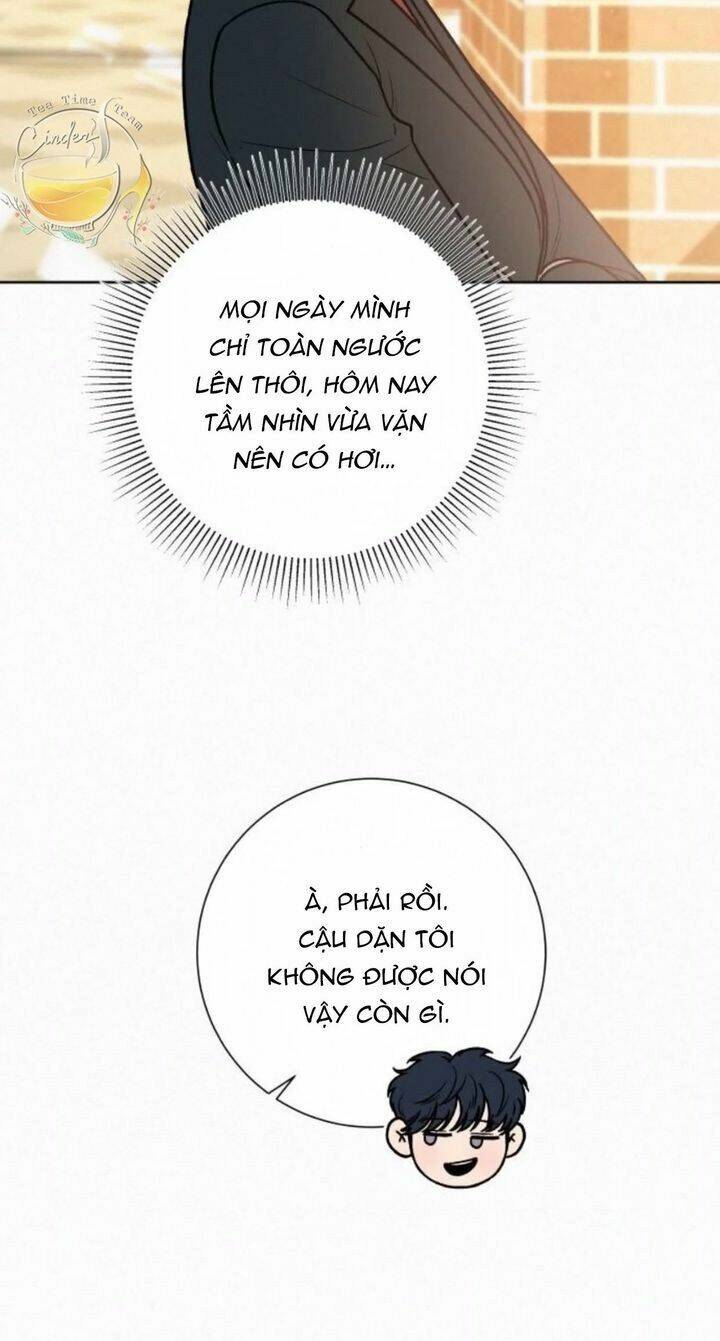 Tee Time Team
Cinder
MỌI NGÀY MÌNH
CHỈ TOÀN NGƯỚC
LÊN THÔI, HÔM NAY
TẦM NHÌN VỪA VẶN
NÊN CÓ HƠI...
À, PHẢI RỒI.
CẬU DẶN TÔI
KHÔNG ĐƯỢC NÓI
VẬY CÒN GÌ.